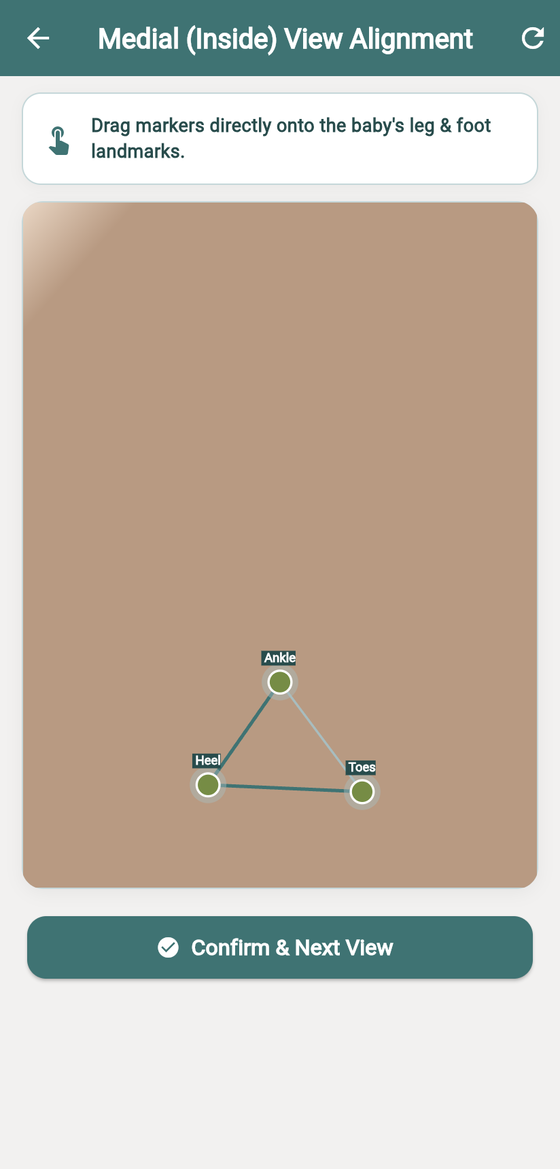 Medial (Inside) View Alignment
Drag markers directly onto the baby's leg & foot
landmarks.
Ankle
Heel
Toes
Confirm & Next View